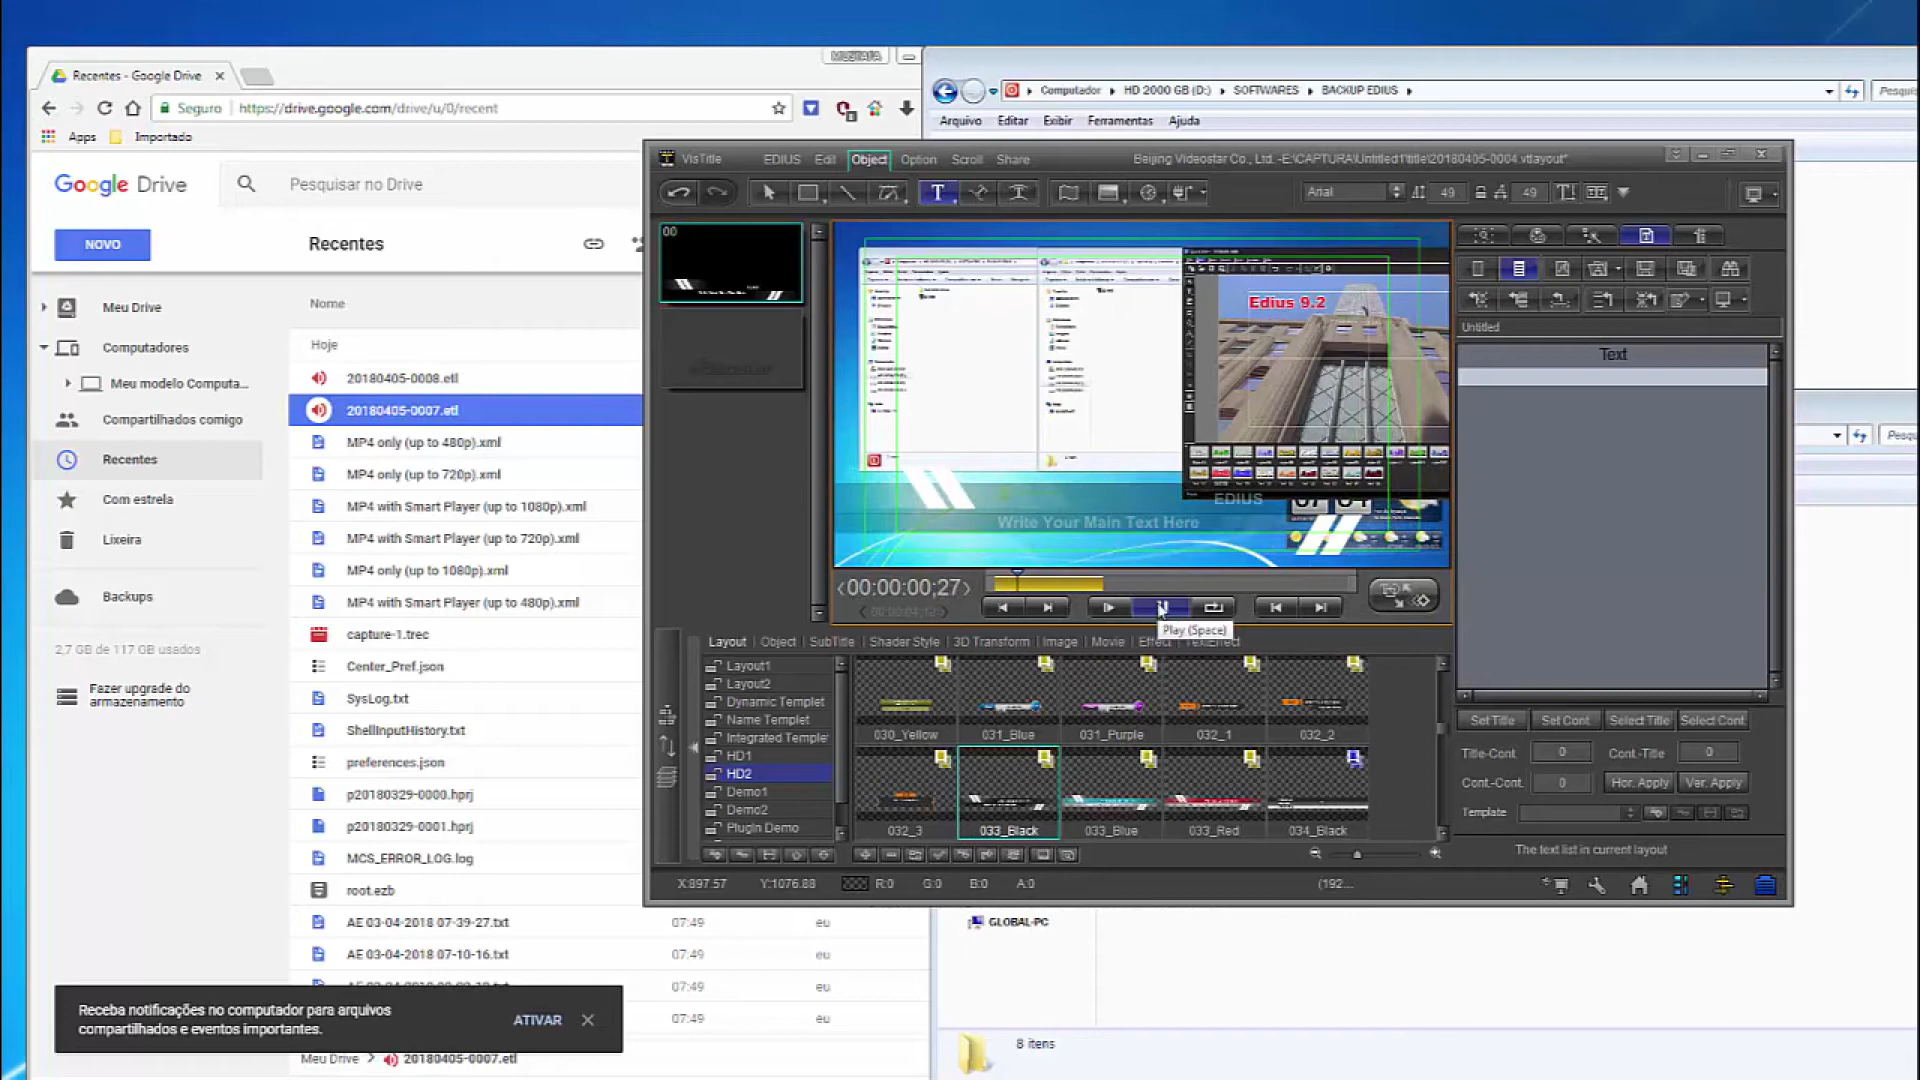 MUSTAFA
Recentes - Google Drive
Seguro
https://drive.google.com/drive/u/0/recent
Apps
Importado
Google Drive
Pesquisar no Drive
NOVO
Recentes
Meu Drive
Computadores
Meu modelo Computa...
Compartilhados comigo
Recentes
Com estrela
Lixeira
Backups
2,7 GB de 117 GB usados
Fazer upgrade do
armazenamento
Nome
Hoje
20180405-0008.etl
20180405-0007.etl
MP4 only (up to 480p).xml
MP4 only (up to 720p).xml
MP4 with Smart Player (up to 1080p).xml
MP4 with Smart Player (up to 720p).xml
MP4 only (up to 1080p).xml
MP4 with Smart Player (up to 480p).xml
capture-1.trec
Center_Pref.json
SysLog.txt
ShellInputHistory.txt
preferences.json
p20180329-0000.hprj
p20180329-0001.hprj
MCS_ERROR_LOG.log
root.ezb
AE 03-04-2018 07-39-27.txt 07:49 eu
AE 03-04-2018 07-10-16.txt 07:49 eu
07:49 eu
07:49 eu
Receba notificações no computador para arquivos
compartilhados e eventos importantes.
ATIVAR
Meu Drive > 20180405-0007.etl
Computador HD 2000 GB (D:) SOFTWARES BACKUP EDIUS
Pesquis
Arquivo Editar Exibir Ferramentas Ajuda
VisTitle EDIUS Edit Object Option Scroll Share
Beijing Videostar Co., Ltd. -E:\CAPTURA\Untitled1\title\20180405-0004.vtlayout*
Arial 49 49
00
Edius 9.2
EDIUS
Write Your Main Text Here
00:00:00;27
Play (Space)
Layout Object SubTitle Shader Style 3D Transform Image Movie Effect TextEffect
Layout1
Layout2
Dynamic Templet
Name Templet
Integrated Temple
HD1
HD2
Demo1
Demo2
Plugin Demo
030_Yellow 031_Blue 031_Purple 032_1 032_2
032_3 033_Black 033_Blue 033_Red 034_Black
X:897.57 Y:1076.88 R:0 G:0 B:0 A:0 (192...
Untitled
Text
Set Title Set Cont Select Title Select Cont
Title-Cont. 0 Cont.-Title 0
Cont.-Cont. 0 Hor. Apply Ver. Apply
Template
The text list in current layout
Pesquis
GLOBAL-PC
8 itens